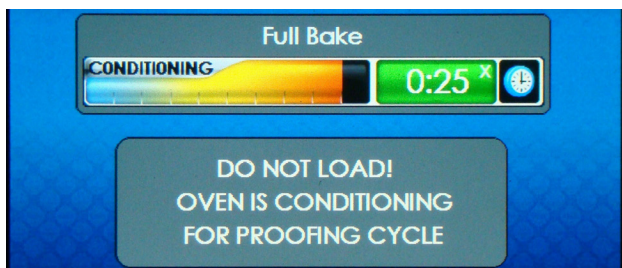 Full Bake
CONDITIONING
0:25 X
DO NOT LOAD!
OVEN IS CONDITIONING
FOR PROOFING CYCLE